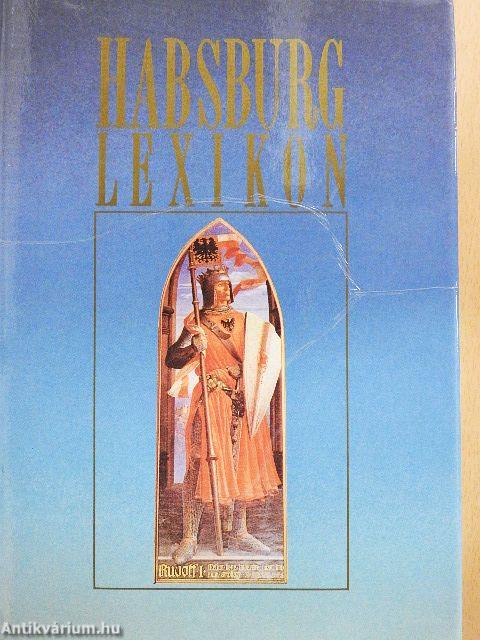 HABSBURG
LEXIKON
Rudolf I.
Antikvárium.hu